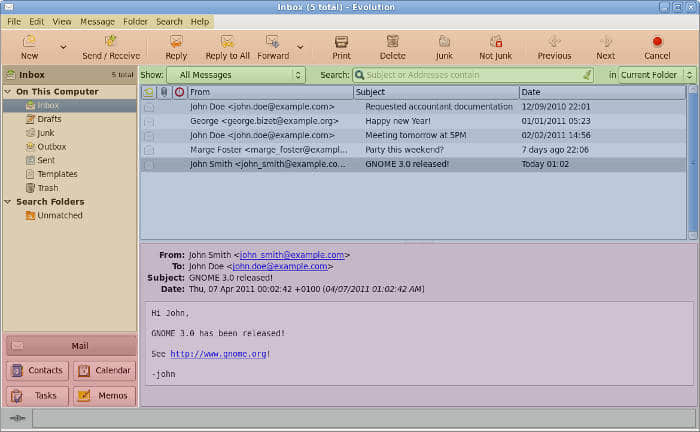 Inbox (5 total) - Evolution
File Edit View Message Folder Search Help
New Send / Receive Reply Reply to All Forward Print Delete Junk Not Junk Previous Next Cancel
Inbox 5 total Show: All Messages Search: Subject or Addresses contain in Current Folder
On This Computer
Inbox
Drafts
Junk
Outbox
Sent
Templates
Trash
Search Folders
Unmatched
From Subject Date
John Doe <john.doe@example.com> Requested accountant documentation 12/09/2010 22:01
George <george.bizet@example.org> Happy new Year! 01/01/2011 05:23
John Doe <john.doe@example.com> Meeting tomorrow at 5PM 02/02/2011 14:56
Marge Foster <marge_foster@exampl... Party this weekend? 7 days ago 22:06
John Smith <john_smith@example.co... GNOME 3.0 released! Today 01:02
From: John Smith <john_smith@example.com>
To: John Doe <john.doe@example.com>
Subject: GNOME 3.0 released!
Date: Thu, 07 Apr 2011 00:02:42 +0100 (04/07/2011 01:02:42 AM)
Hi John,
GNOME 3.0 has been released!
See http://www.gnome.org!
-john
Mail
Contacts Calendar
Tasks Memos